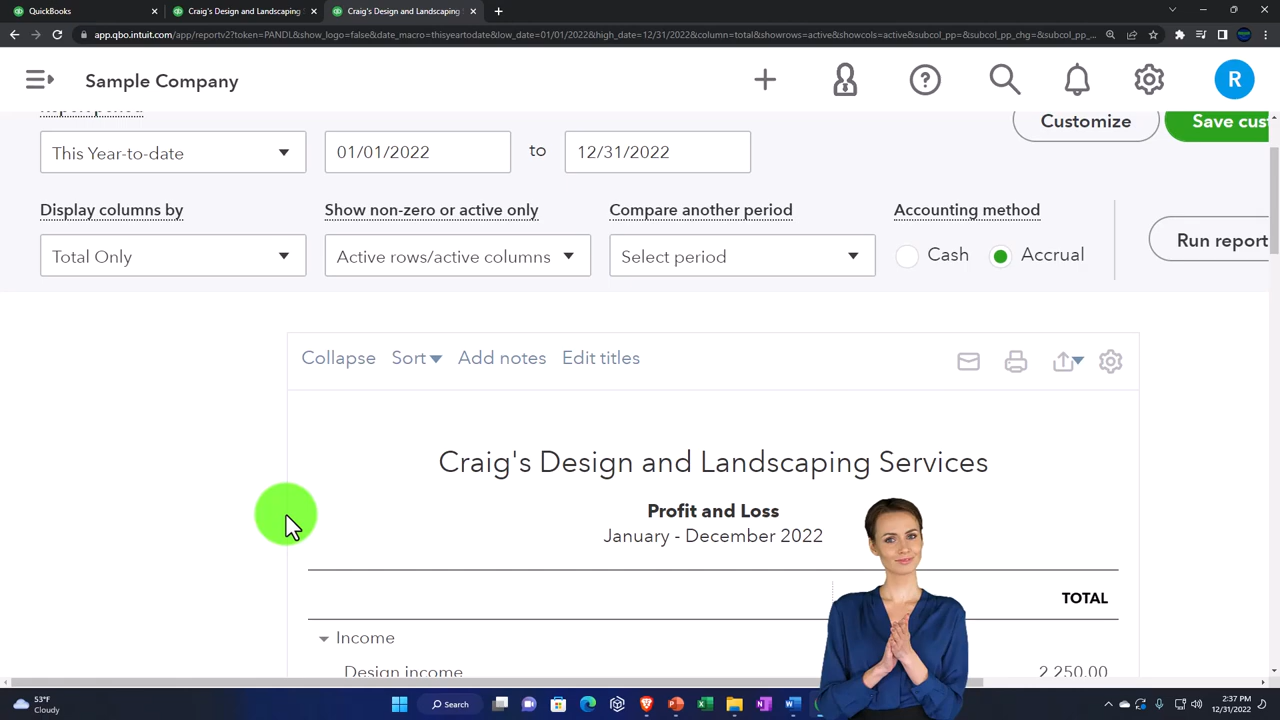 QuickBooks
Craig's Design and Landscaping
Craig's Design and Landscaping
app.qbo.intuit.com/app/reportv2?token=PANDL&show_logo=false&date_macro=thisyeartodate&low_date=01/01/2022&high_date=12/31/2022&column=total&showrows=active&showcols=active&subcol_pp=&subcol_pp_chg=&subcol_pp_...
Sample Company
R
This Year-to-date
01/01/2022
to
12/31/2022
Customize
Save cus
Display columns by
Show non-zero or active only
Compare another period
Accounting method
Total Only
Active rows/active columns
Select period
Cash
Accrual
Run report
Collapse
Sort
Add notes
Edit titles
Craig's Design and Landscaping Services
Profit and Loss
January - December 2022
TOTAL
Income
Design income
2,250.00
53°F
Cloudy
Search
2:37 PM
12/31/2022